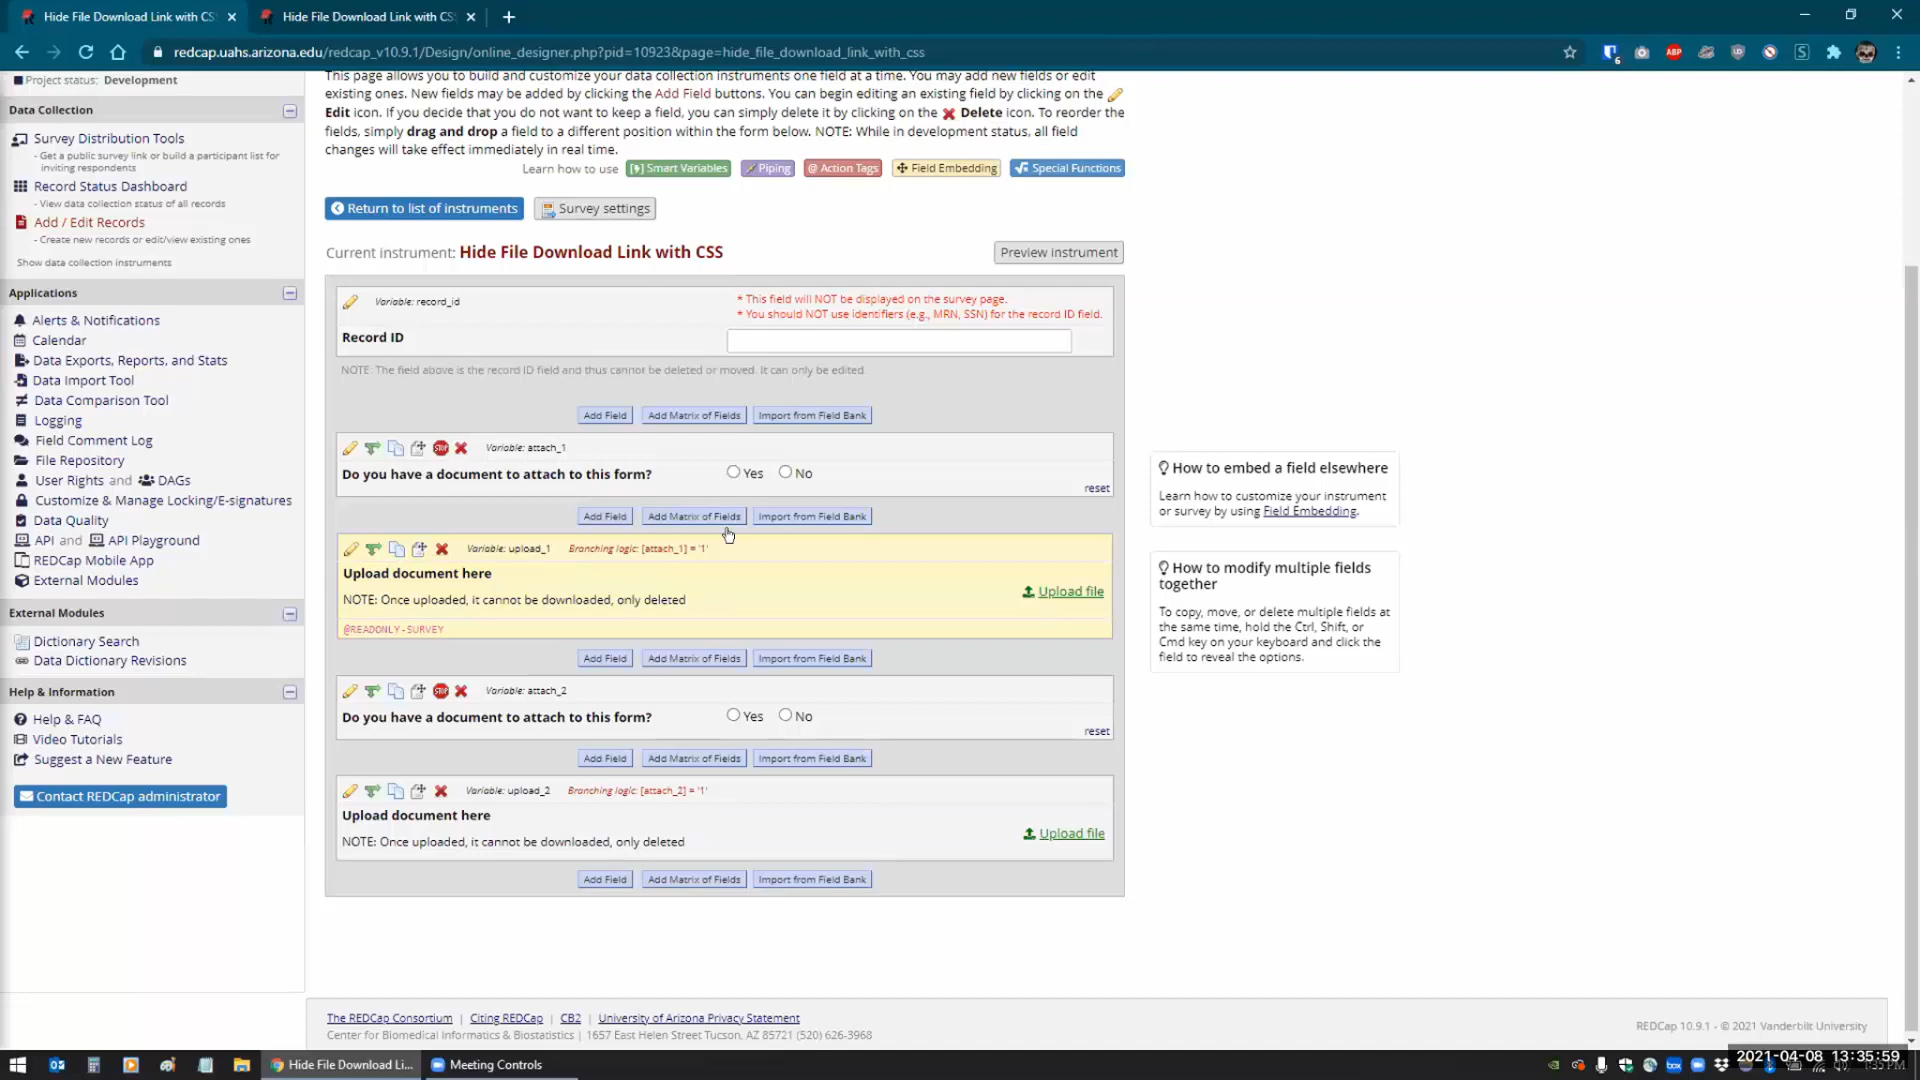 Hide File Download Link with CS
Hide File Download Link with CS
redcap.uahs.arizona.edu/redcap_v10.9.1/Design/online_designer.php?pid=10923&page=hide_file_download_link_with_css
Project status: Development
Data Collection
Survey Distribution Tools
- Get a public survey link or build a participant list for
inviting respondents
Record Status Dashboard
- View data collection status of all records
Add / Edit Records
- Create new records or edit/view existing ones
Show data collection instruments
Applications
Alerts & Notifications
Calendar
Data Exports, Reports, and Stats
Data Import Tool
Data Comparison Tool
Logging
Field Comment Log
File Repository
User Rights and DAGs
Customize & Manage Locking/E-signatures
Data Quality
API and API Playground
REDCap Mobile App
External Modules
External Modules
Dictionary Search
Data Dictionary Revisions
Help & Information
Help & FAQ
Video Tutorials
Suggest a New Feature
Contact REDCap administrator
This page allows you to build and customize your data collection instruments one field at a time. You may add new fields or edit
existing ones. New fields may be added by clicking the Add Field buttons. You can begin editing an existing field by clicking on the
Edit icon. If you decide that you do not want to keep a field, you can simply delete it by clicking on the Delete icon. To reorder the
fields, simply drag and drop a field to a different position within the form below. NOTE: While in development status, all field
changes will take effect immediately in real time.
Learn how to use Smart Variables Piping @ Action Tags Field Embedding Special Functions
Return to list of instruments Survey settings
Current instrument: Hide File Download Link with CSS Preview instrument
Variable: record_id
* This field will NOT be displayed on the survey page.
* You should NOT use identifiers (e.g., MRN, SSN) for the record ID field.
Record ID
NOTE: The field above is the record ID field and thus cannot be deleted or moved. It can only be edited.
Add Field Add Matrix of Fields Import from Field Bank
STOP Variable: attach_1
Do you have a document to attach to this form? Yes No
reset
Add Field Add Matrix of Fields Import from Field Bank
Variable: upload_1 Branching logic: [attach_1] = '1'
Upload document here
NOTE: Once uploaded, it cannot be downloaded, only deleted
Upload file
@READONLY-SURVEY
Add Field Add Matrix of Fields Import from Field Bank
STOP Variable: attach_2
Do you have a document to attach to this form? Yes No
reset
Add Field Add Matrix of Fields Import from Field Bank
Variable: upload_2 Branching logic: [attach_2] = '1'
Upload document here
NOTE: Once uploaded, it cannot be downloaded, only deleted
Upload file
Add Field Add Matrix of Fields Import from Field Bank
How to embed a field elsewhere
Learn how to customize your instrument
or survey by using Field Embedding.
How to modify multiple fields
together
To copy, move, or delete multiple fields at
the same time, hold the Ctrl, Shift, or
Cmd key on your keyboard and click the
field to reveal the options.
The REDCap Consortium | Citing REDCap | CB2 | University of Arizona Privacy Statement
Center for Biomedical Informatics & Biostatistics | 1657 East Helen Street Tucson, AZ 85721 (520) 626-3968
REDCap 10.9.1 - © 2021 Vanderbilt University
Hide File Download Li...
Meeting Controls
2021-04-08 13:35:59